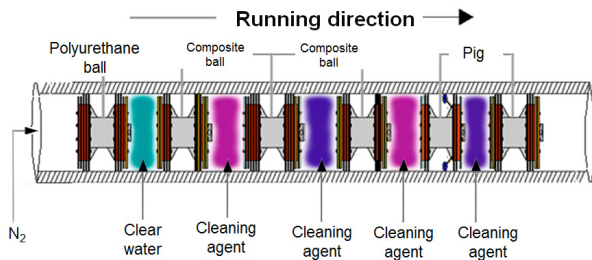 Running direction
Polyurethane
ball
Composite
ball
Composite
ball
Pig
N2
Clear
water
Cleaning
agent
Cleaning
agent
Cleaning
agent
Cleaning
agent